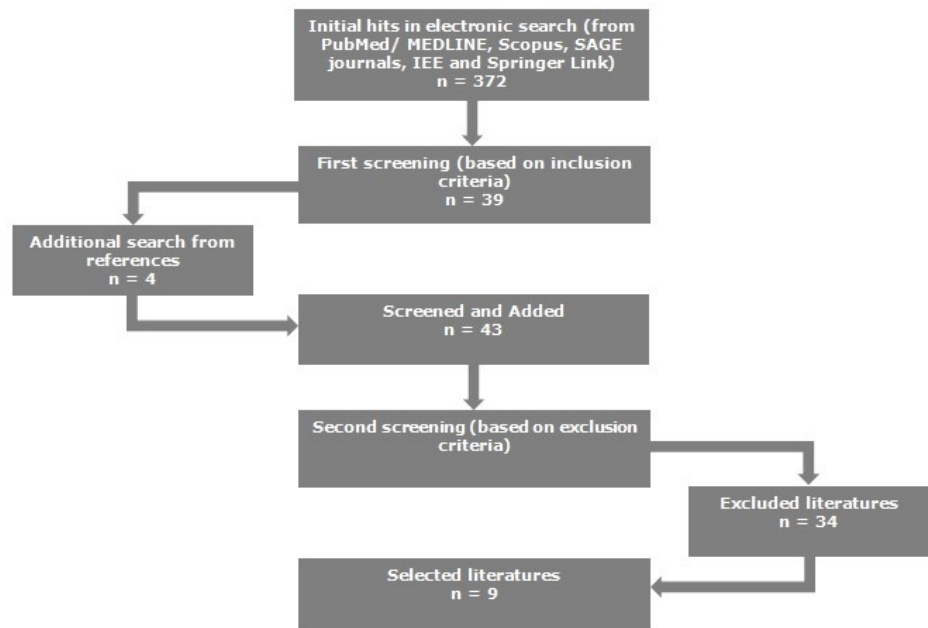 Initial hits in electronic search (from
PubMed/ MEDLINE, Scopus, SAGE
journals, IEE and Springer Link)
n = 372
First screening (based on inclusion
criteria)
n = 39
Additional search from
references
n = 4
Screened and Added
n = 43
Second screening (based on exclusion
criteria)
Excluded literatures
n = 34
Selected literatures
n = 9